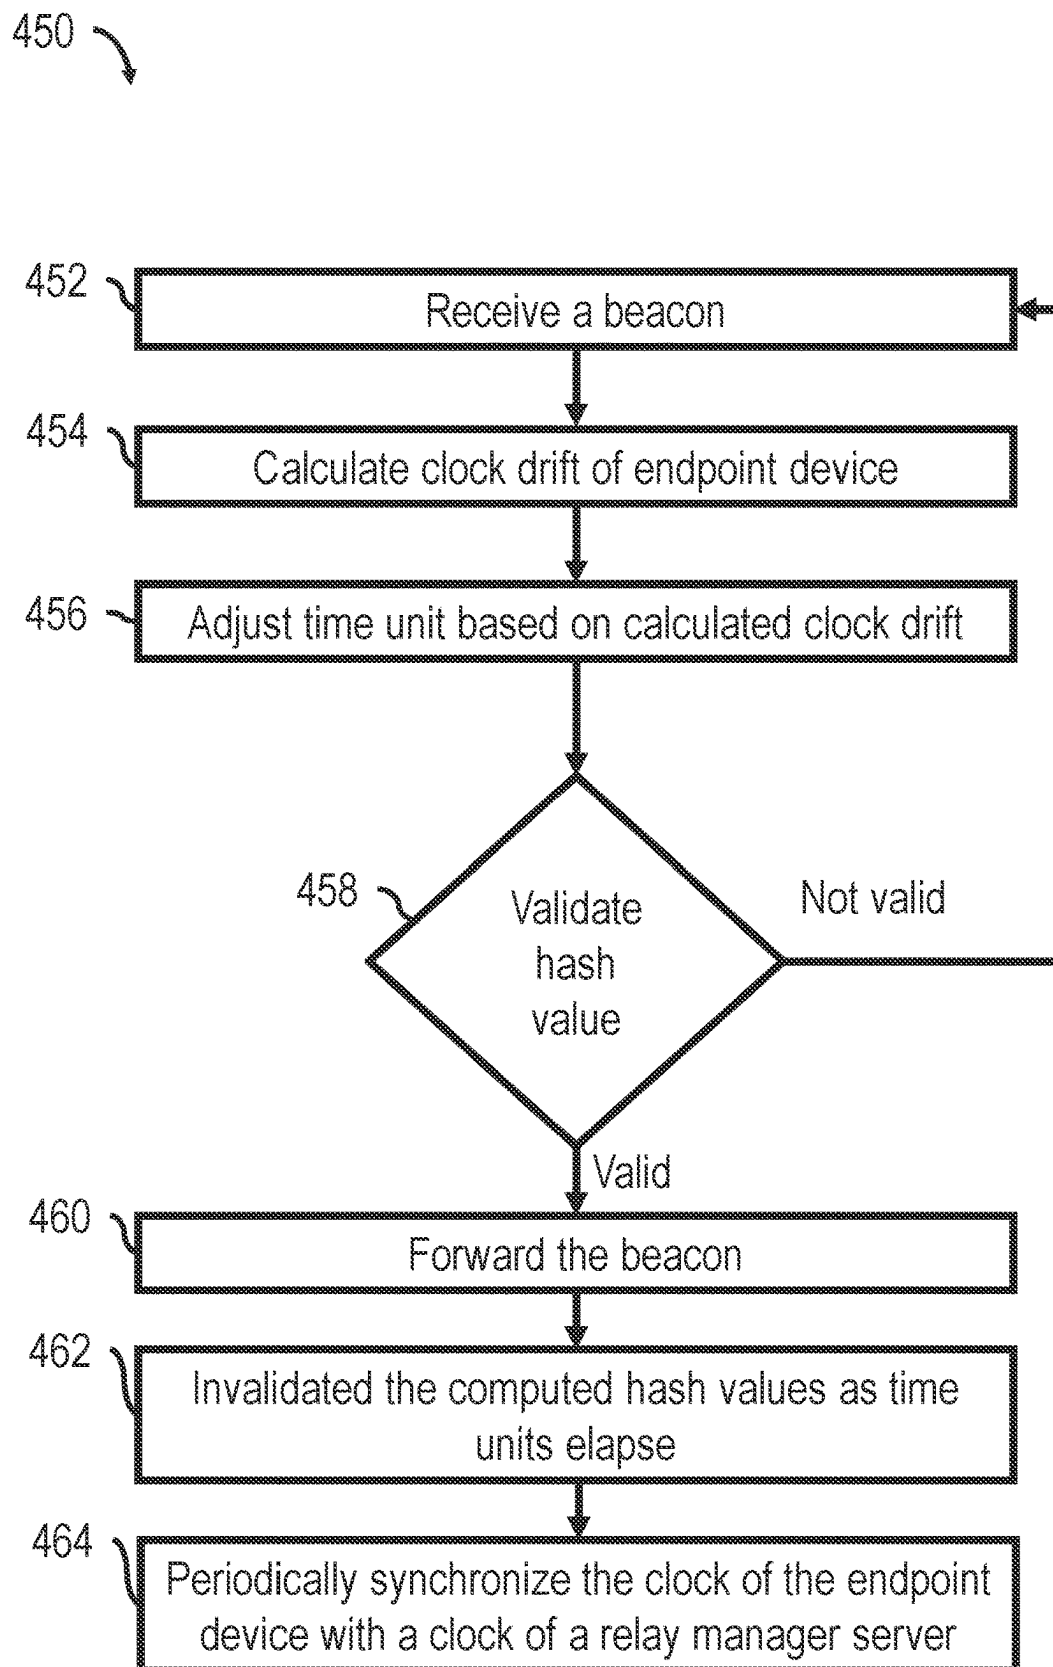 450
452
Receive a beacon
454
Calculate clock drift of endpoint device
456
Adjust time unit based on calculated clock drift
458
Validate
hash
value
Not valid
Valid
460
Forward the beacon
462
Invalidated the computed hash values as time
units elapse
464
Periodically synchronize the clock of the endpoint
device with a clock of a relay manager server